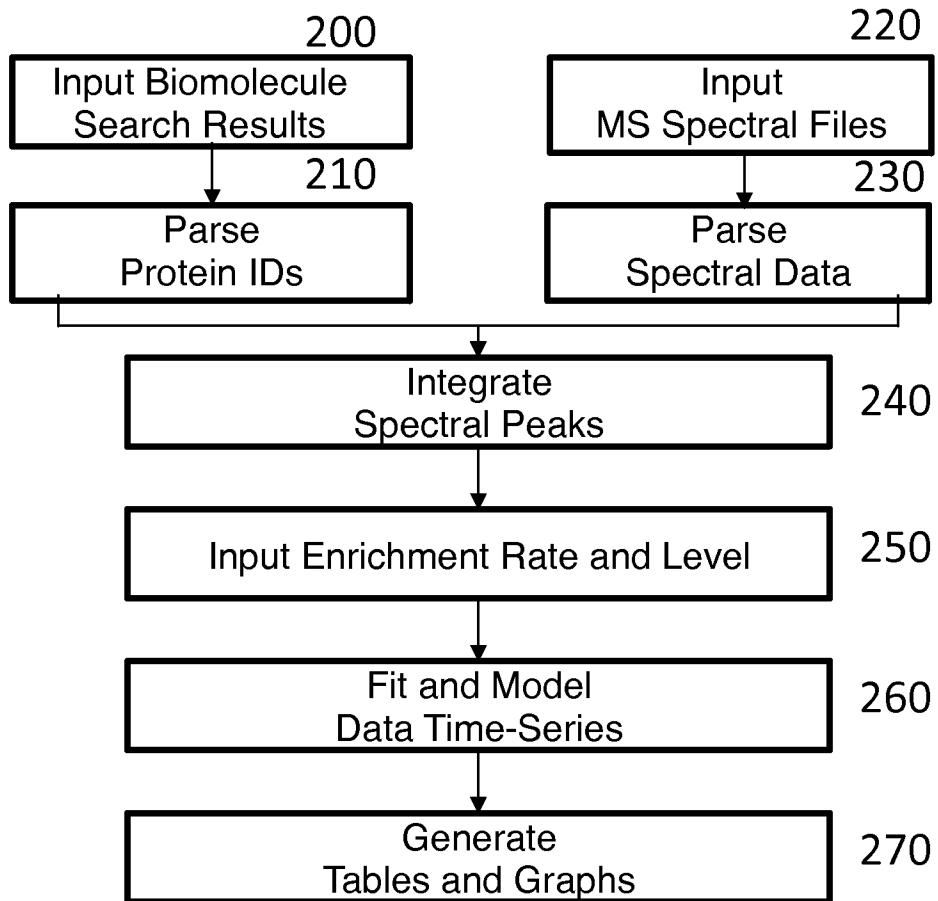 200
Input Biomolecule
Search Results
220
Input
MS Spectral Files
210
Parse
Protein IDs
230
Parse
Spectral Data
Integrate
Spectral Peaks
240
Input Enrichment Rate and Level
250
Fit and Model
Data Time-Series
260
Generate
Tables and Graphs
270